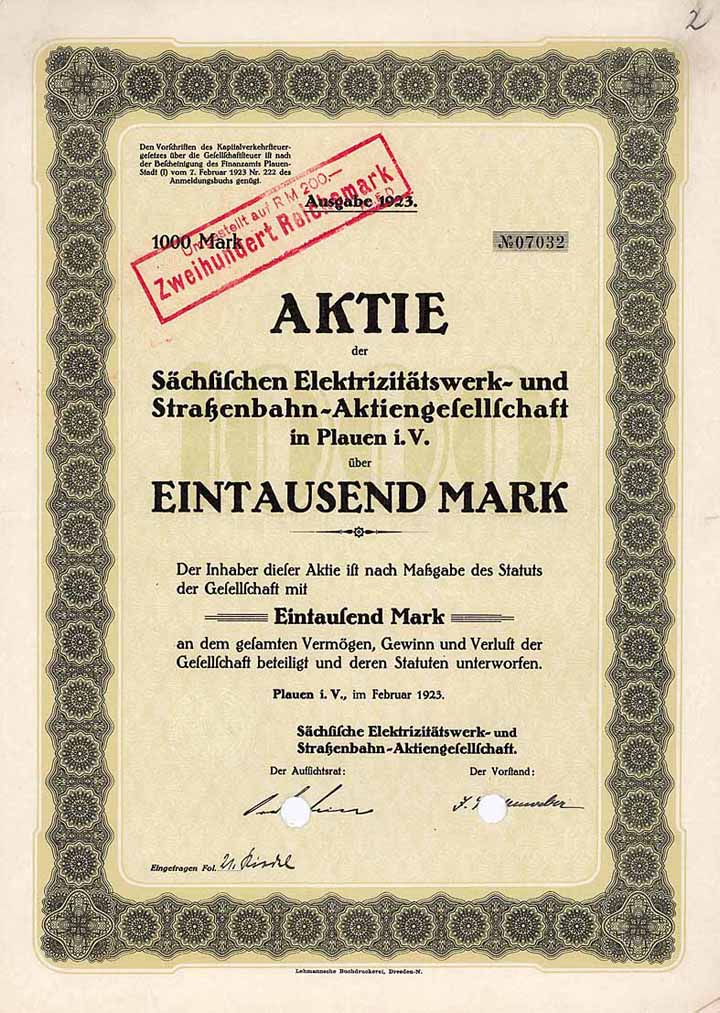 2
Den Vorschriften des Kapitalverkehrsteuer-
gesetzes über die Gesellschaftsteuer ist nach
der Bescheinigung des Finanzamts Plauen-
Stadt (I) vom 7. Februar 1923 Nr. 222 des
Anmeldungsbuchs genügt.
Umgestellt auf RM 200.—
Zweihundert Reichsmark
Ausgabe 1923.
1000 Mark
№ 07032
AKTIE
der
Sächsischen Elektrizitätswerk- und
Straßenbahn-Aktiengesellschaft
in Plauen i. V.
über
1000
EINTAUSEND MARK
Der Inhaber dieser Aktie ist nach Maßgabe des Statuts
der Gesellschaft mit
Eintausend Mark
an dem gesamten Vermögen, Gewinn und Verlust der
Gesellschaft beteiligt und deren Statuten unterworfen.
Plauen i. V., im Februar 1923.
Sächsische Elektrizitätswerk- und
Straßenbahn-Aktiengesellschaft.
Der Aufsichtsrat:
Der Vorstand:
Eingetragen Fol.
Lehmannsche Buchdruckerei, Dresden-N.